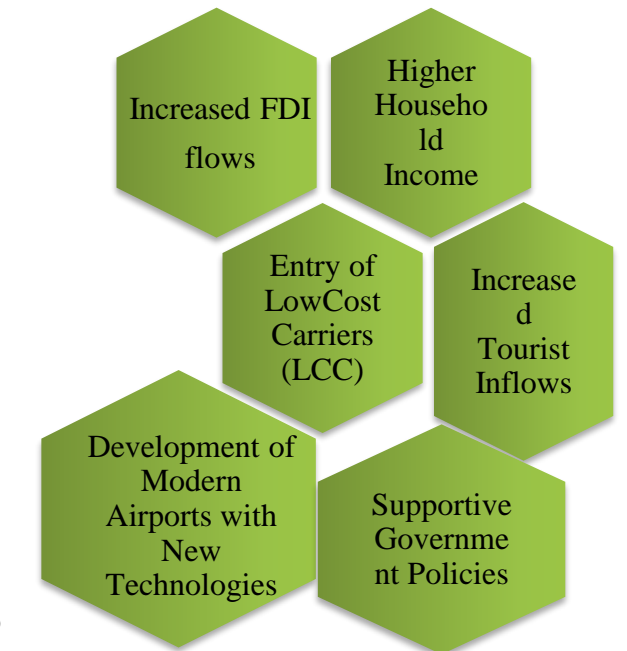 Increased FDI
flows
Higher
Househo
ld
Income
Entry of
LowCost
Carriers
(LCC)
Increase
d
Tourist
Inflows
Development of
Modern
Airports with
New
Technologies
Supportive
Governme
nt Policies